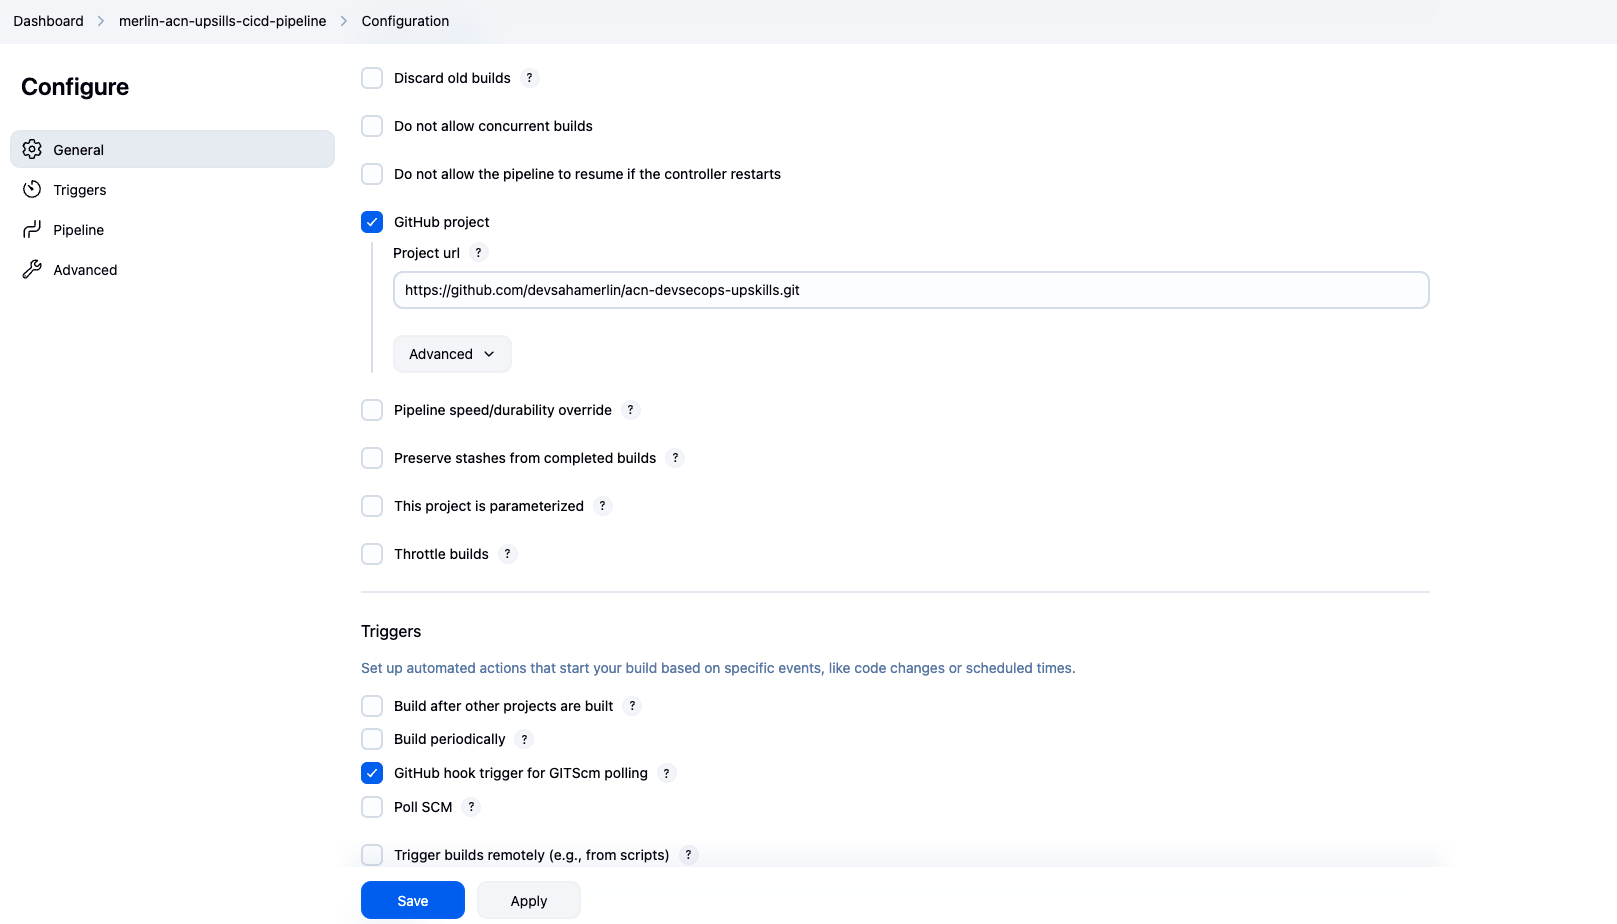 Dashboard > merlin-acn-upsills-cicd-pipeline > Configuration
Configure
General
Triggers
Pipeline
Advanced
Discard old builds ?
Do not allow concurrent builds
Do not allow the pipeline to resume if the controller restarts
GitHub project
Project url ?
https://github.com/devsahamerlin/acn-devsecops-upskills.git
Advanced
Pipeline speed/durability override ?
Preserve stashes from completed builds ?
This project is parameterized ?
Throttle builds ?
Triggers
Set up automated actions that start your build based on specific events, like code changes or scheduled times.
Build after other projects are built ?
Build periodically ?
GitHub hook trigger for GITScm polling ?
Poll SCM ?
Trigger builds remotely (e.g., from scripts) ?
Save
Apply